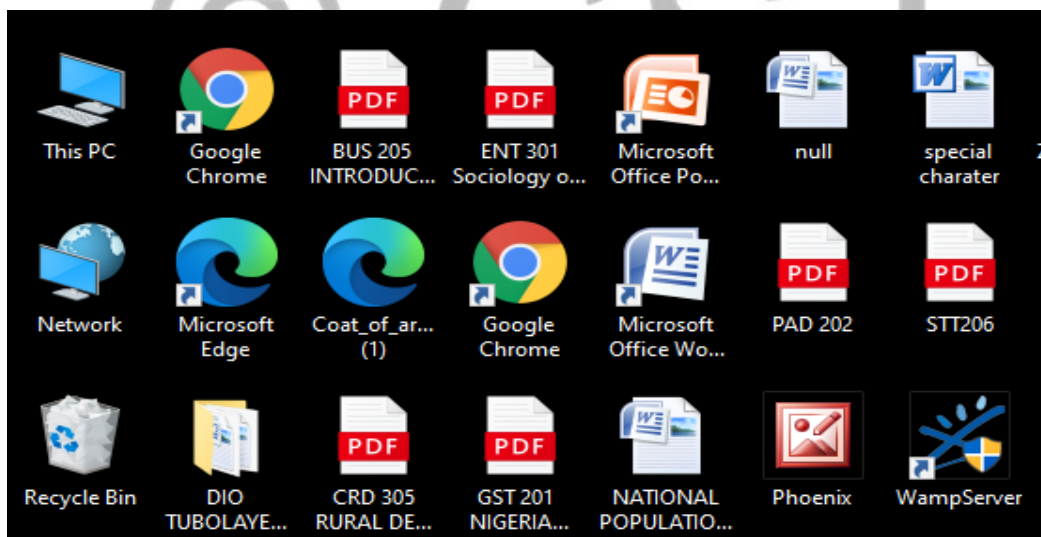 This PC
Google
Chrome
PDF
BUS 205
INTRODUC...
PDF
ENT 301
Sociology o...
Microsoft
Office Po...
W
null
W
special
charater
Network
Microsoft
Edge
Coat_of_ar...
(1)
Google
Chrome
W
Microsoft
Office Wo...
PDF
PAD 202
PDF
STT206
Recycle Bin
DIO
TUBOLAYE...
PDF
CRD 305
RURAL DE...
PDF
GST 201
NIGERIA...
W
NATIONAL
POPULATIO...
Phoenix
WampServer